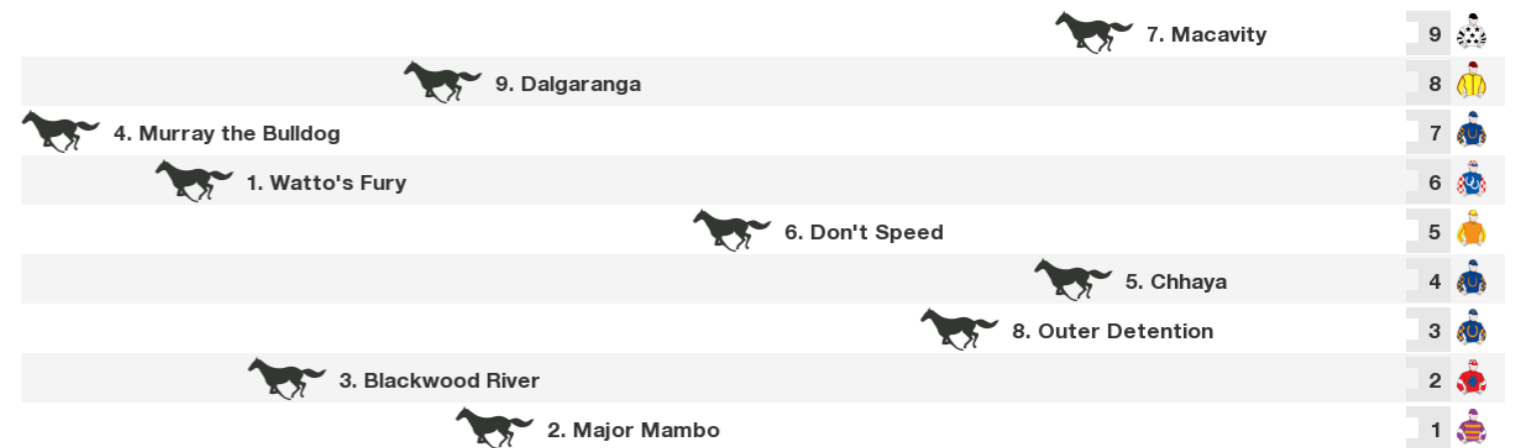 7. Macavity 9
9. Dalgaranga 8
4. Murray the Bulldog 7
1. Watto's Fury 6
6. Don't Speed 5
5. Chhaya 4
8. Outer Detention 3
3. Blackwood River 2
2. Major Mambo 1